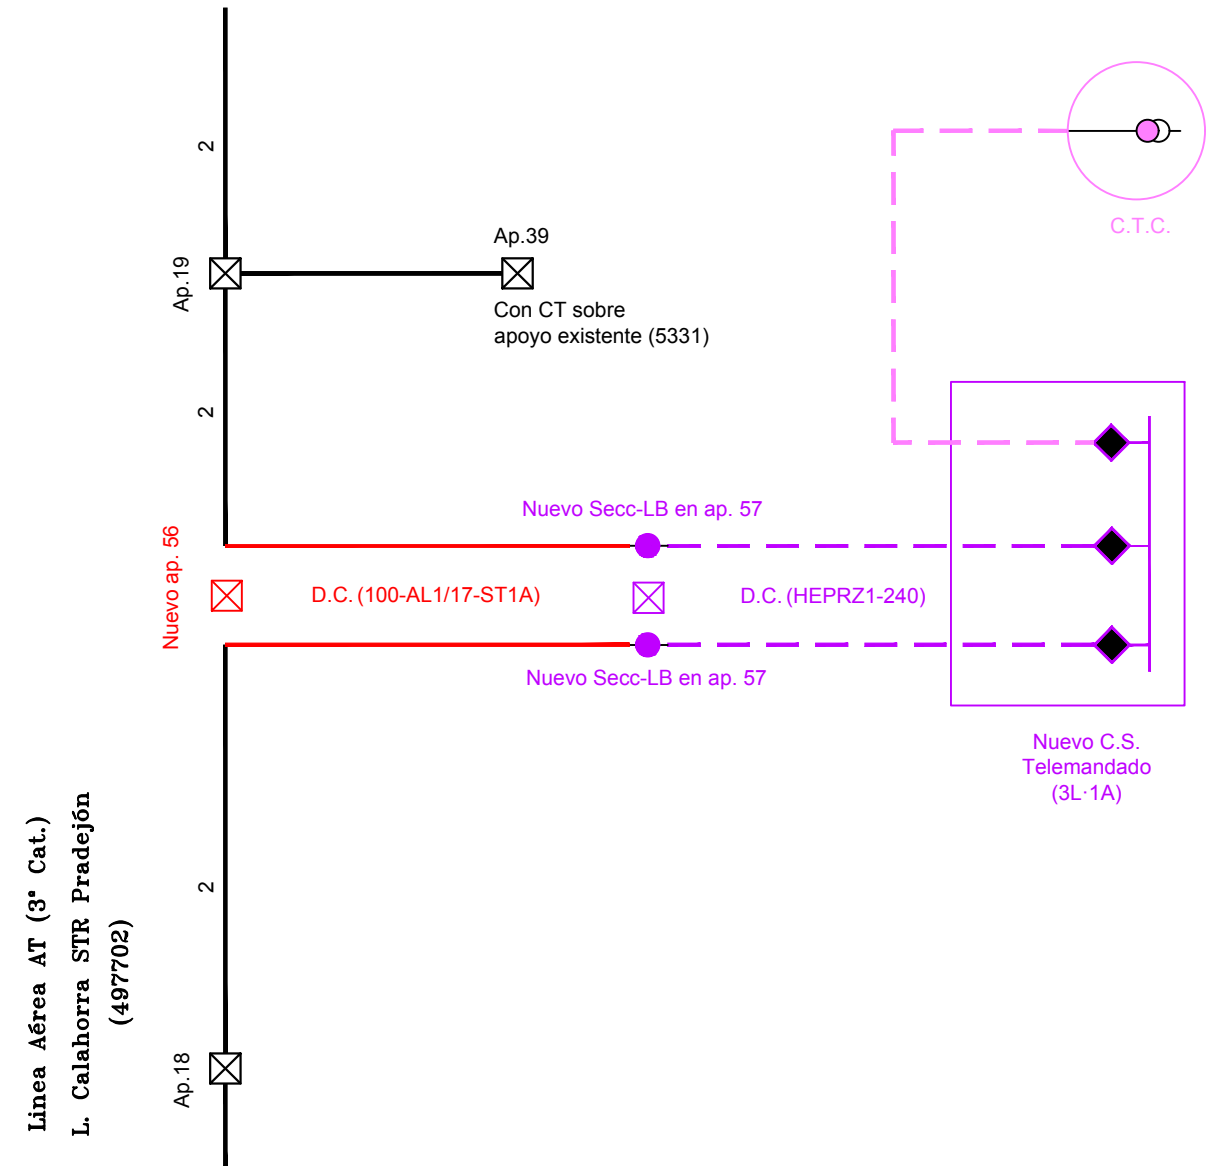 2
Ap.19
Ap.39
Con CT sobre
apoyo existente (5331)
C.T.C.
2
Nuevo Secc-LB en ap. 57
Nuevo ap. 56
D.C. (100-AL1/17-ST1A)
D.C. (HEPRZ1-240)
Nuevo Secc-LB en ap. 57
Nuevo C.S.
Telemandado
(3L·1A)
2
Linea Aérea AT (3ª Cat.)
L. Calahorra STR Pradejón
(497702)
Ap.18